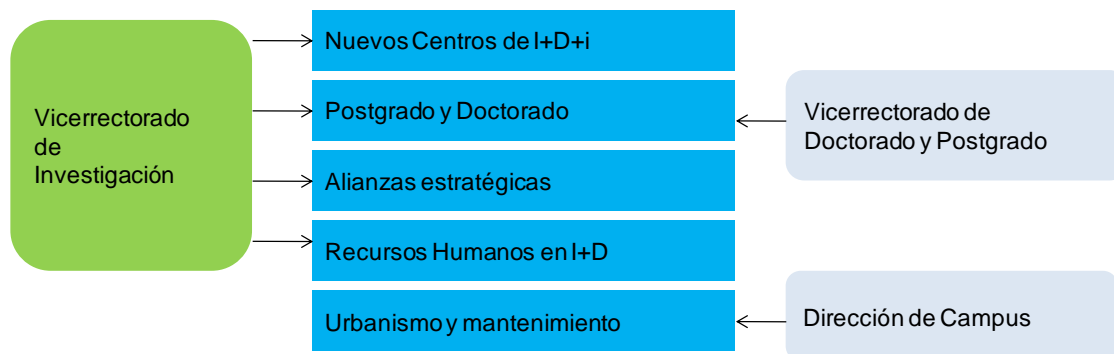 Vicerrectorado
de
Investigación
Nuevos Centros de I+D+i
Postgrado y Doctorado
Alianzas estratégicas
Recursos Humanos en I+D
Urbanismo y mantenimiento
Vicerrectorado de
Doctorado y Postgrado
Dirección de Campus